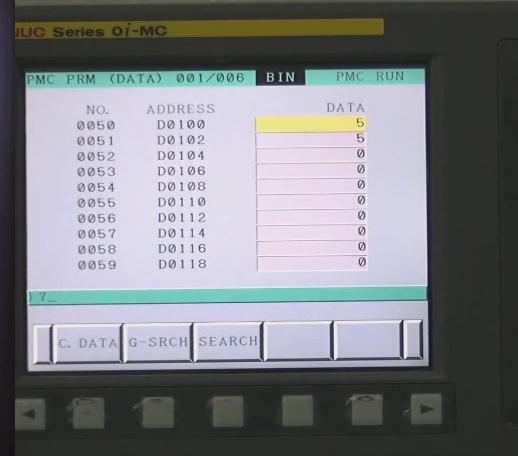 NUC Series 0i-MC
PMC PRM (DATA) 001/006 BIN PMC RUN
NO. ADDRESS DATA
0050 D0100 5
0051 D0102 5
0052 D0104 0
0053 D0106 0
0054 D0108 0
0055 D0110 0
0056 D0112 0
0057 D0114 0
0058 D0116 0
0059 D0118 0
) 7_
C. DATA G-SRCH SEARCH